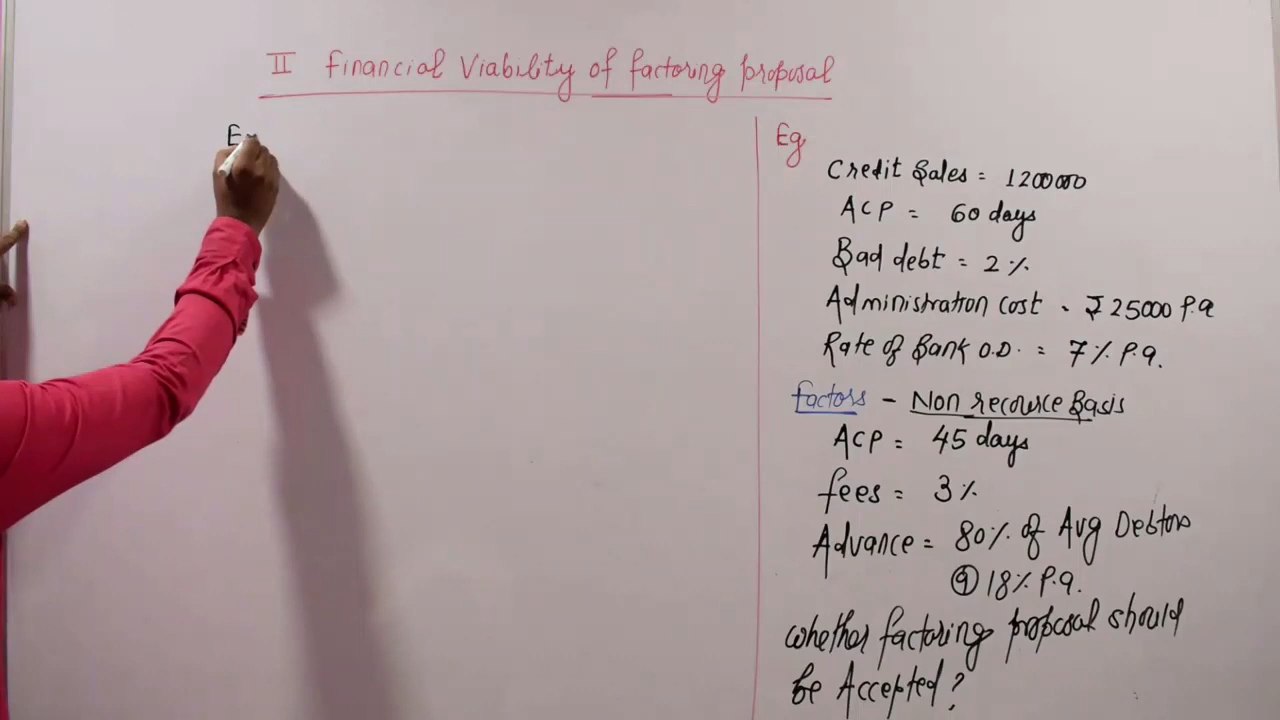 II Financial Viability of factoring proposal
Eg
Credit Sales = 1200000
ACP = 60 days
Bad debt = 2 %
Administration cost - ₹ 25000 P.a
Rate of Bank O.D. = 7 % P.a.
factors - Non recource Basis
ACP = 45 days
fees = 3 %
Advance = 80% of Avg Debtors
@ 18% P.a.
whether factoring proposal should
be Accepted?